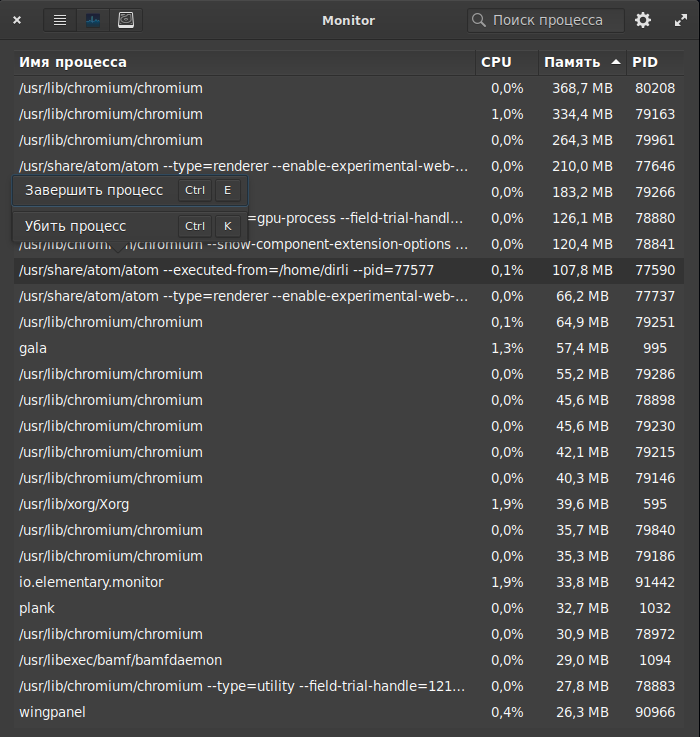 Monitor
Поиск процесса
Имя процесса CPU Память PID
/usr/lib/chromium/chromium 0,0% 368,7 MB 80208
/usr/lib/chromium/chromium 1,0% 334,4 MB 79163
/usr/lib/chromium/chromium 0,0% 264,3 MB 79961
/usr/share/atom/atom --type=renderer --enable-experimental-web-... 0,0% 210,0 MB 77646
Завершить процесс Ctrl E
0,0% 183,2 MB 79266
=gpu-process --field-trial-handl... 0,0% 126,1 MB 78880
Убить процесс Ctrl K
/usr/lib/chromium/chromium --show-component-extension-options ... 0,0% 120,4 MB 78841
/usr/share/atom/atom --executed-from=/home/dirli --pid=77577 0,1% 107,8 MB 77590
/usr/share/atom/atom --type=renderer --enable-experimental-web-... 0,0% 66,2 MB 77737
/usr/lib/chromium/chromium 0,1% 64,9 MB 79251
gala 1,3% 57,4 MB 995
/usr/lib/chromium/chromium 0,0% 55,2 MB 79286
/usr/lib/chromium/chromium 0,0% 45,6 MB 78898
/usr/lib/chromium/chromium 0,0% 45,6 MB 79230
/usr/lib/chromium/chromium 0,0% 42,1 MB 79215
/usr/lib/chromium/chromium 0,0% 40,3 MB 79146
/usr/lib/xorg/Xorg 1,9% 39,6 MB 595
/usr/lib/chromium/chromium 0,0% 35,7 MB 79840
/usr/lib/chromium/chromium 0,0% 35,3 MB 79186
io.elementary.monitor 1,9% 33,8 MB 91442
plank 0,0% 32,7 MB 1032
/usr/lib/chromium/chromium 0,0% 30,9 MB 78972
/usr/libexec/bamf/bamfdaemon 0,0% 29,0 MB 1094
/usr/lib/chromium/chromium --type=utility --field-trial-handle=121... 0,0% 27,8 MB 78883
wingpanel 0,4% 26,3 MB 90966